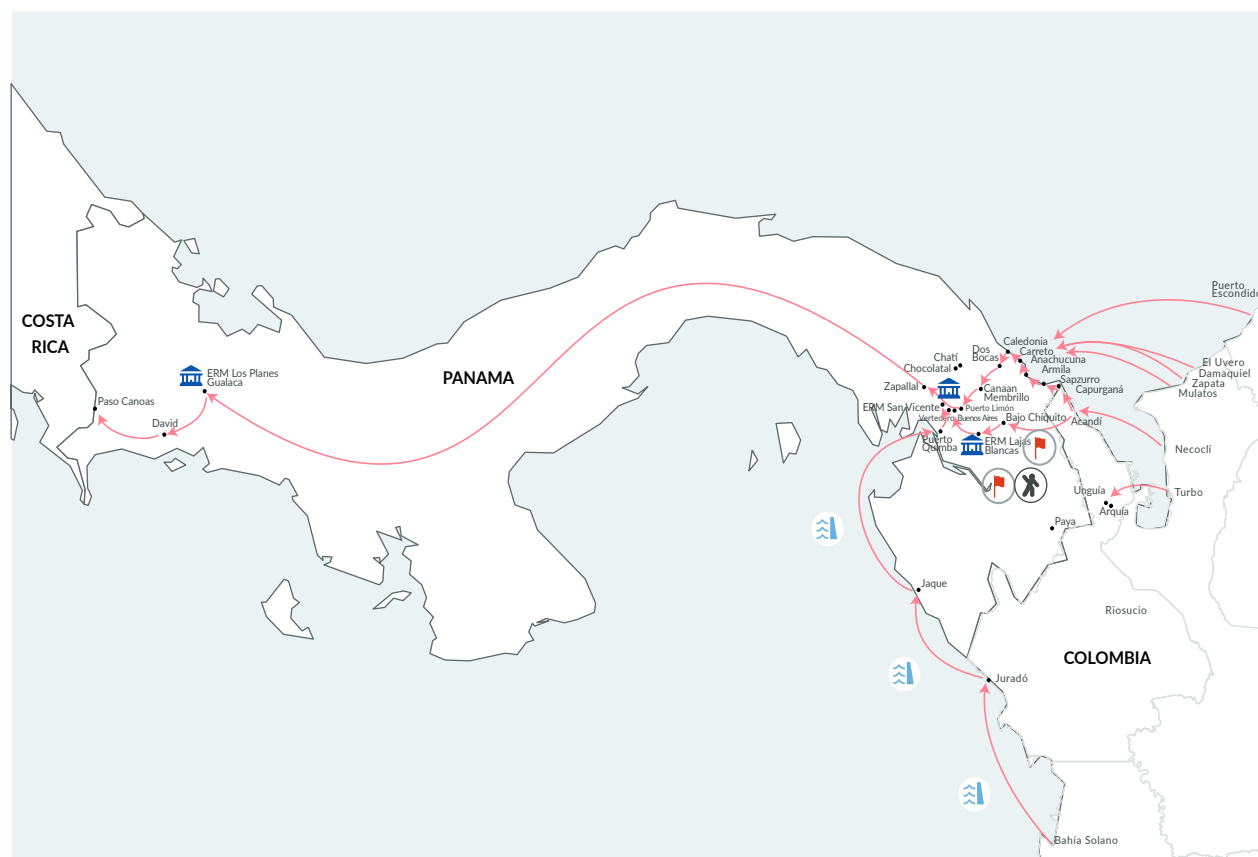 Puerto
Escondido
COSTA
RICA
PANAMA
COLOMBIA
ERM Los Planes
Gualaca
Paso Canoas
David
Caledonia
Carreto
Anachucuna
Armila
Sapzurro
Capurganá
Dos
Bocas
Chatí
Chocolatal
Zapallal
Canaan
Membrillo
ERM San Vicente
Puerto Limón
Vertedero
Buenos Aires
Bajo Chiquito
Acandí
Puerto
Quimba
ERM Lajas
Blancas
El Uvero
Damaquiel
Zapata
Mulatos
Necoclí
Turbo
Unguía
Arquía
Paya
Jaque
Riosucio
Juradó
Bahía Solano